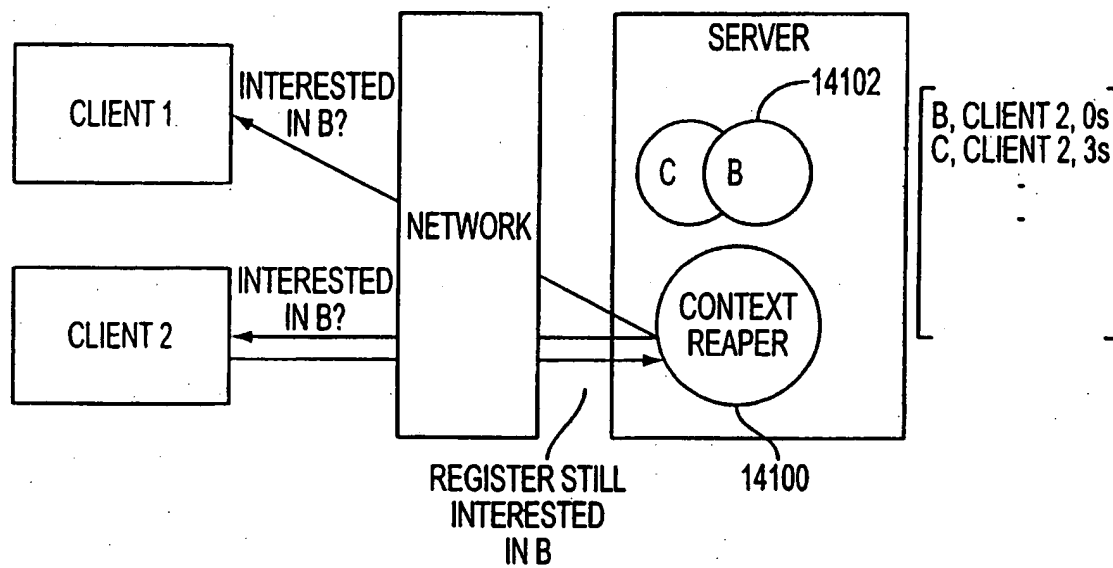 SERVER
14102
CLIENT 1
INTERESTED
IN B?
C
B
B, CLIENT 2, 0s
C, CLIENT 2, 3s
NETWORK
CLIENT 2
INTERESTED
IN B?
CONTEXT
REAPER
REGISTER STILL
INTERESTED
IN B
14100